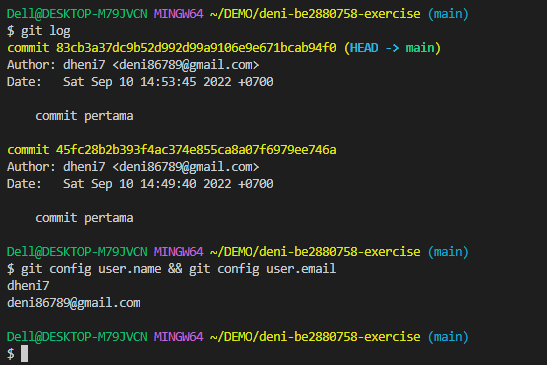 Dell@DESKTOP-M79JVCN MINGW64 ~/DEMO/deni-be2880758-exercise (main)
$ git log
commit 83cb3a37dc9b52d992d99a9106e9e671bcab94f0 (HEAD -> main)
Author: dheni7 <deni86789@gmail.com>
Date:   Sat Sep 10 14:53:45 2022 +0700
    commit pertama
commit 45fc28b2b393f4ac374e855ca8a07f6979ee746a
Author: dheni7 <deni86789@gmail.com>
Date:   Sat Sep 10 14:49:40 2022 +0700
    commit pertama
Dell@DESKTOP-M79JVCN MINGW64 ~/DEMO/deni-be2880758-exercise (main)
$ git config user.name && git config user.email
dheni7
deni86789@gmail.com
Dell@DESKTOP-M79JVCN MINGW64 ~/DEMO/deni-be2880758-exercise (main)
$